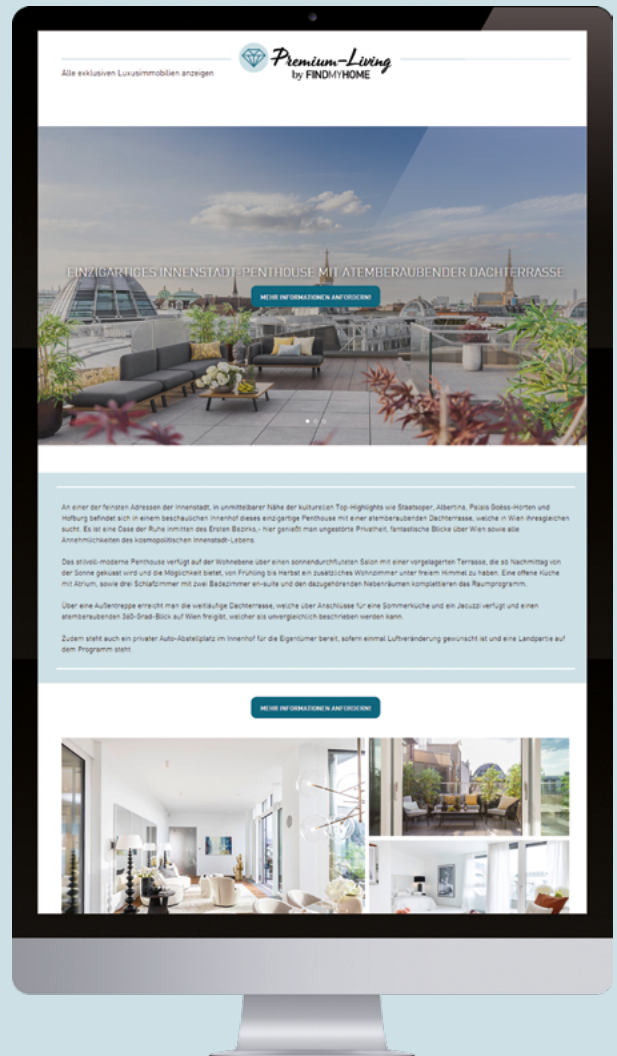 Premium-Living
Alle exklusiven Luxusimmobilien anzeigen
by FINDMYHOME
EINZIGARTIGES INNENSTADT-PENTHOUSE MIT ATEMBERAUBENDER DACHTERRASSE
MEHR INFORMATIONEN ANFORDERN!
An einer der feinsten Adressen der Innenstadt, in unmittelbarer Nähe der kulturellen Top-Highlights wie Staatsoper, Albertina, Palais Goëss-Horten und
Hofburg befindet sich in einem beschaulichen Innenhof dieses einzigartige Penthouse mit einer atemberaubenden Dachterrasse, welche in Wien ihresgleichen
sucht. Es ist eine Oase der Ruhe inmitten des Ersten Bezirks,- hier genießt man ungestörte Privatheit, fantastische Blicke über Wien sowie alle
Annehmlichkeiten des kosmopolitischen Innenstadt-Lebens.
Das stilvoll-moderne Penthouse verfügt auf der Wohnebene über einen sonnendurchfluteten Salon mit einer vorgelagerten Terrasse, die ab Nachmittag von
der Sonne geküsst wird und die Möglichkeit bietet, von Frühling bis Herbst ein zusätzliches Wohnzimmer unter freiem Himmel zu haben. Eine offene Küche
mit Atrium, sowie drei Schlafzimmer mit zwei Badezimmer en-suite und den dazugehörenden Nebenräumen komplettieren das Raumprogramm.
Über eine Außentreppe erreicht man die weitläufige Dachterrasse, welche über Anschlüsse für eine Sommerküche und ein Jacuzzi verfügt und einen
atemberaubenden 360-Grad-Blick auf Wien freigibt, welcher als unvergleichlich beschrieben werden kann.
Zudem steht auch ein privater Auto-Abstellplatz im Innenhof für die Eigentümer bereit, sofern einmal Luftveränderung gewünscht ist und eine Landpartie auf
dem Programm steht.
MEHR INFORMATIONEN ANFORDERN!